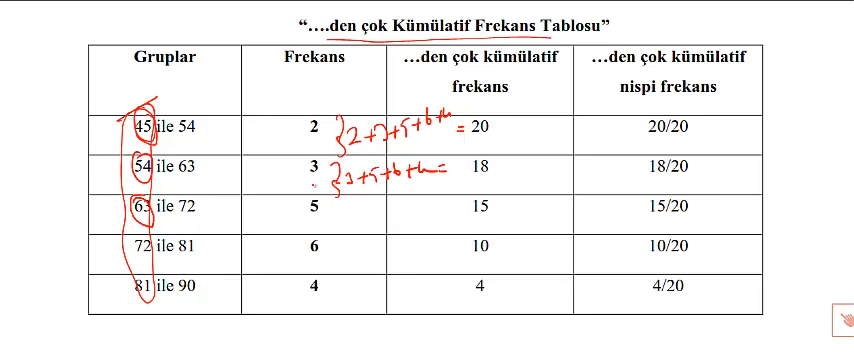 “….den çok Kümülatif Frekans Tablosu”
Gruplar Frekans …den çok kümülatif frekans …den çok kümülatif nispi frekans
45 ile 54 2 }2+3+5+6+4 = 20 20/20
54 ile 63 3 }3+5+6+4= 18 18/20
63 ile 72 5 15 15/20
72 ile 81 6 10 10/20
81 ile 90 4 4 4/20